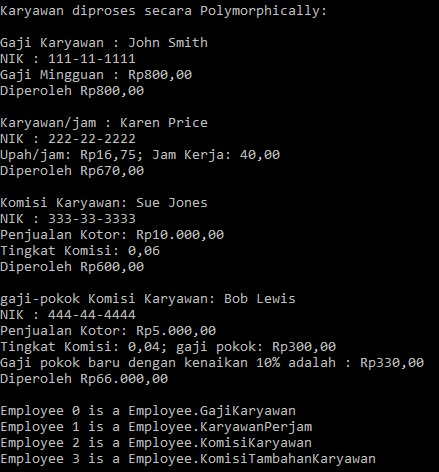 Karyawan diproses secara Polymorphically:
Gaji Karyawan : John Smith
NIK : 111-11-1111
Gaji Mingguan : Rp800,00
Diperoleh Rp800,00
Karyawan/jam : Karen Price
NIK : 222-22-2222
Upah/jam: Rp16,75; Jam Kerja: 40,00
Diperoleh Rp670,00
Komisi Karyawan: Sue Jones
NIK : 333-33-3333
Penjualan Kotor: Rp10.000,00
Tingkat Komisi: 0,06
Diperoleh Rp600,00
gaji-pokok Komisi Karyawan: Bob Lewis
NIK : 444-44-4444
Penjualan Kotor: Rp5.000,00
Tingkat Komisi: 0,04; gaji pokok: Rp300,00
Gaji pokok baru dengan kenaikan 10% adalah : Rp330,00
Diperoleh Rp66.000,00
Employee 0 is a Employee.GajiKaryawan
Employee 1 is a Employee.KaryawanPerjam
Employee 2 is a Employee.KomisiKaryawan
Employee 3 is a Employee.KomisiTambahanKaryawan